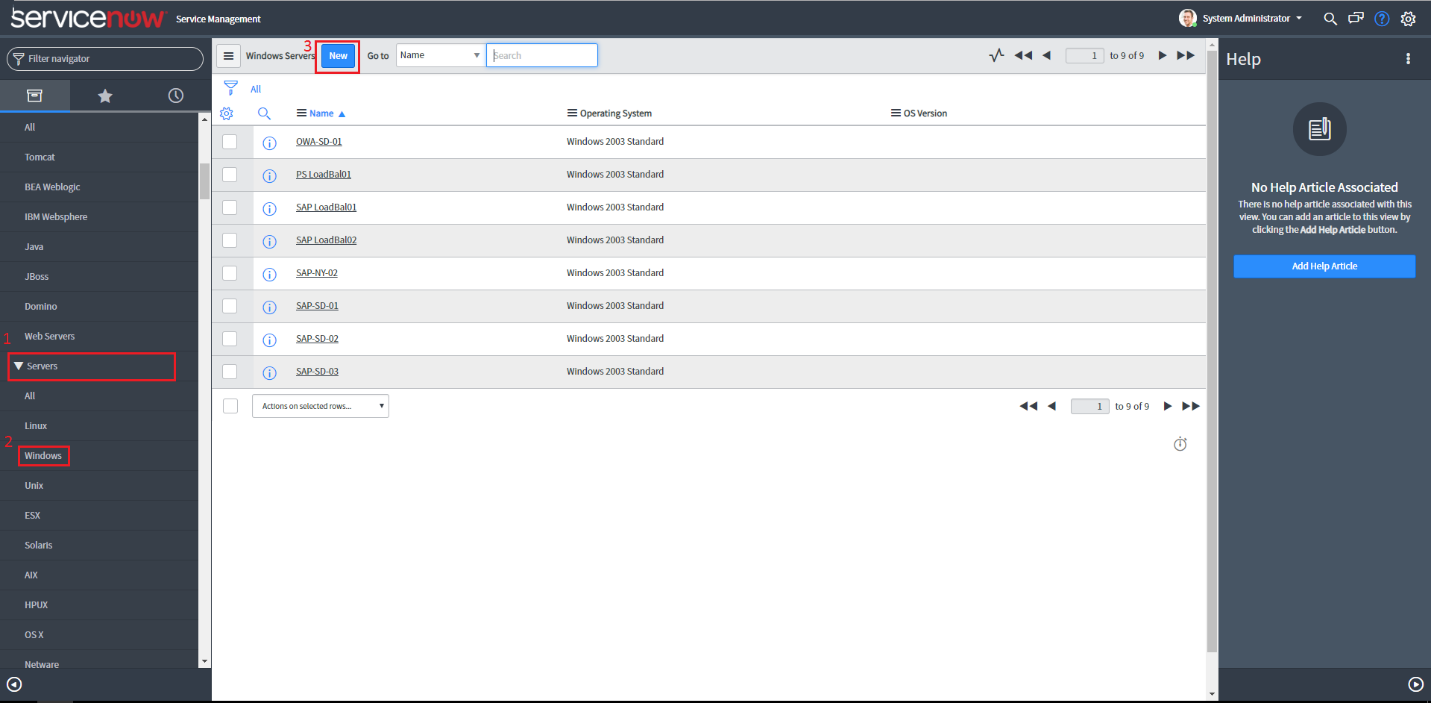 servicenow Service Management
System Administrator
Filter navigator
All
Tomcat
BEA Weblogic
IBM Websphere
Java
JBoss
Domino
Web Servers
1
Servers
All
Linux
2
Windows
Unix
ESX
Solaris
AIX
HPUX
OS X
Netware
Windows Servers 3 New Go to Name Search 1 to 9 of 9
All
Name Operating System OS Version
OWA-SD-01 Windows 2003 Standard
PS LoadBal01 Windows 2003 Standard
SAP LoadBal01 Windows 2003 Standard
SAP LoadBal02 Windows 2003 Standard
SAP-NY-02 Windows 2003 Standard
SAP-SD-01 Windows 2003 Standard
SAP-SD-02 Windows 2003 Standard
SAP-SD-03 Windows 2003 Standard
Actions on selected rows... 1 to 9 of 9
Help
No Help Article Associated
There is no help article associated with this
view. You can add an article to this view by
clicking the Add Help Article button.
Add Help Article